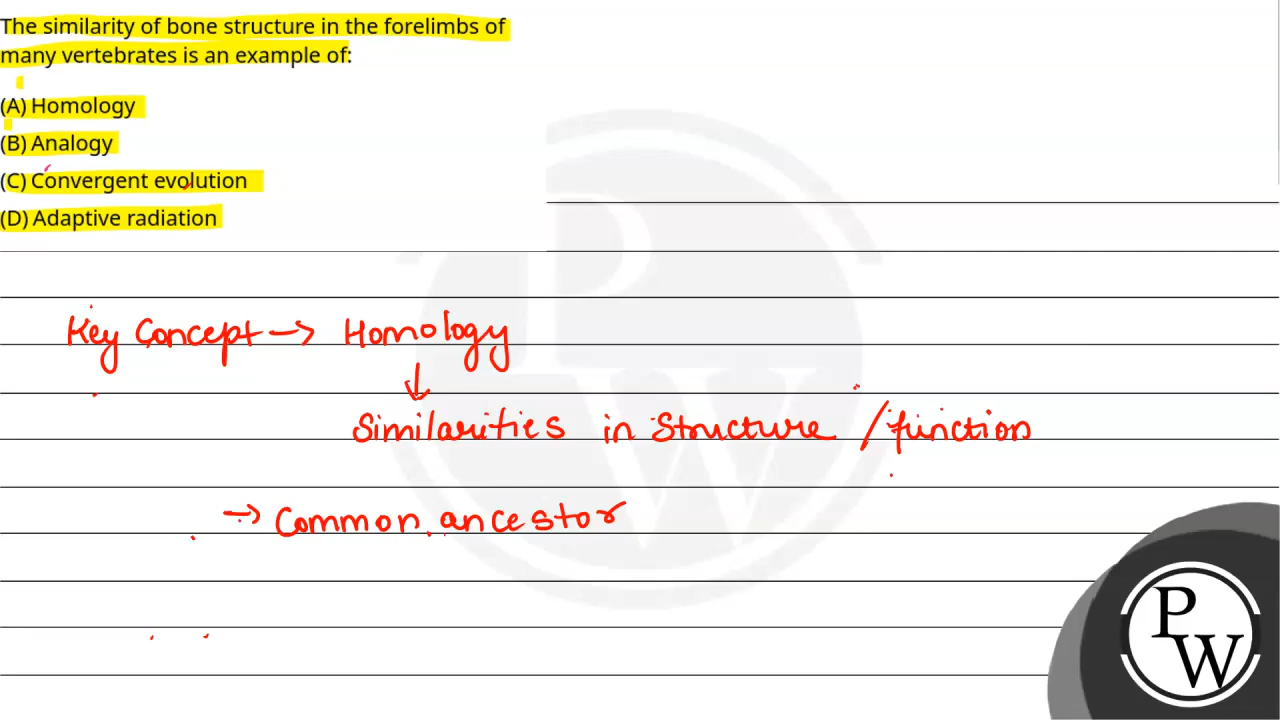 The similarity of bone structure in the forelimbs of
many vertebrates is an example of:
(A) Homology
(B) Analogy
(C) Convergent evolution
(D) Adaptive radiation
Key Concept → Homology
↓
Similarities in Structure / function
→ Common ancestor
PW
PW